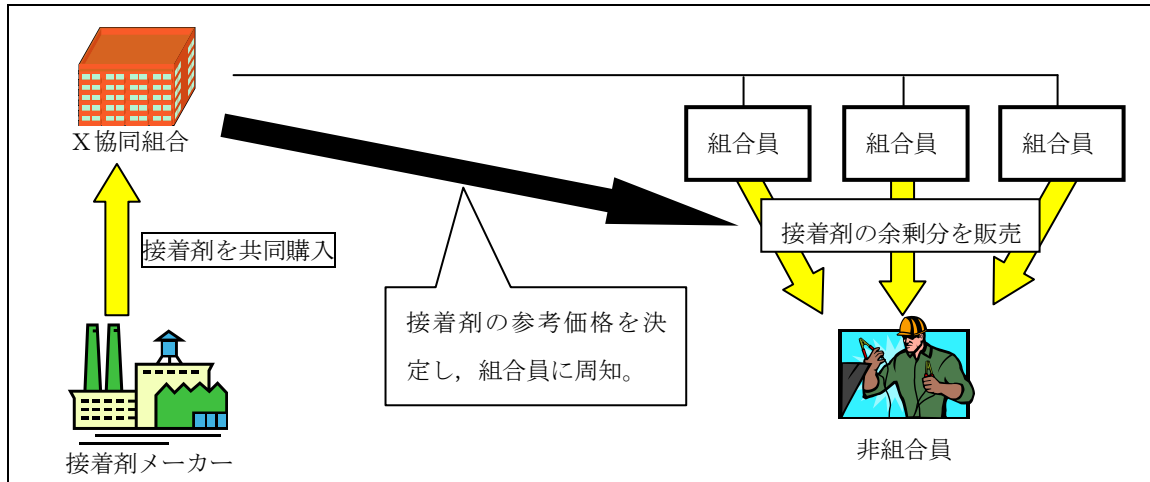 X協同組合
組合員
組合員
組合員
接着剤の余剰分を販売
接着剤を共同購入
接着剤の参考価格を決
定し，組合員に周知。
接着剤メーカー
非組合員